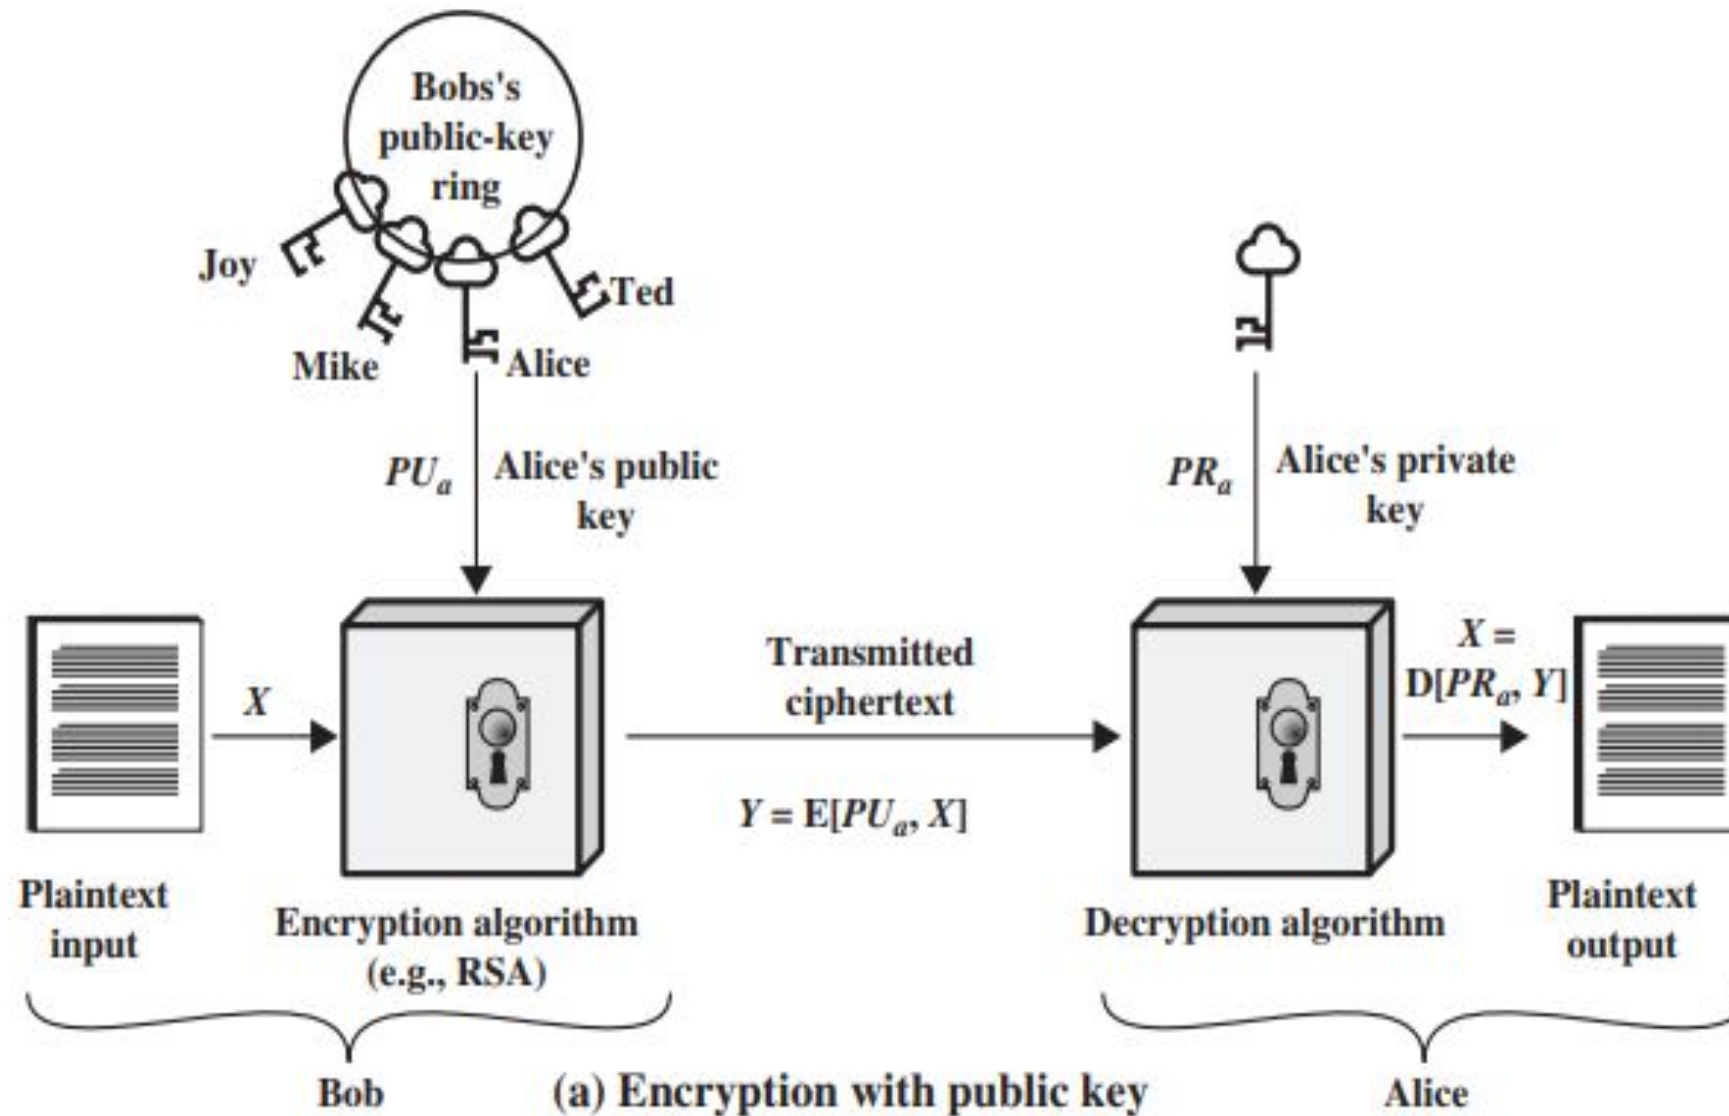 Bobs's
public-key
ring
Joy
Ted
Mike
Alice
PUa
Alice's public
key
PRa
Alice's private
key
X
Transmitted
ciphertext
X =
D[PRa, Y]
Y = E[PUa, X]
Plaintext
input
Encryption algorithm
(e.g., RSA)
Decryption algorithm
Plaintext
output
Bob
(a) Encryption with public key
Alice